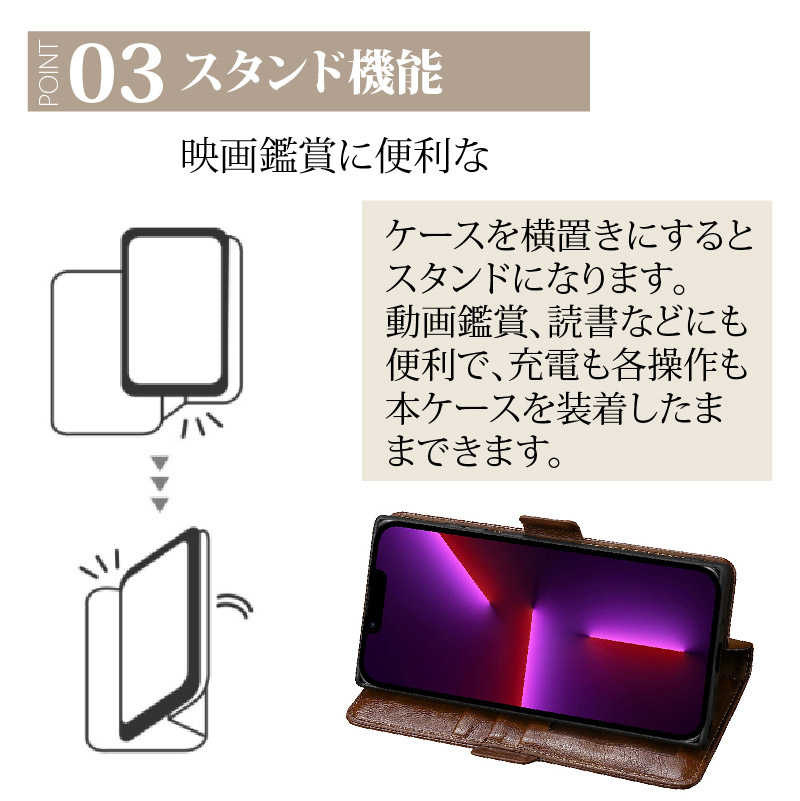 POINT 03 スタンド機能
映画鑑賞に便利な
ケースを横置きにすると
スタンドになります。
動画鑑賞、読書などにも
便利で、充電も各操作も
本ケースを装着したま
まできます。